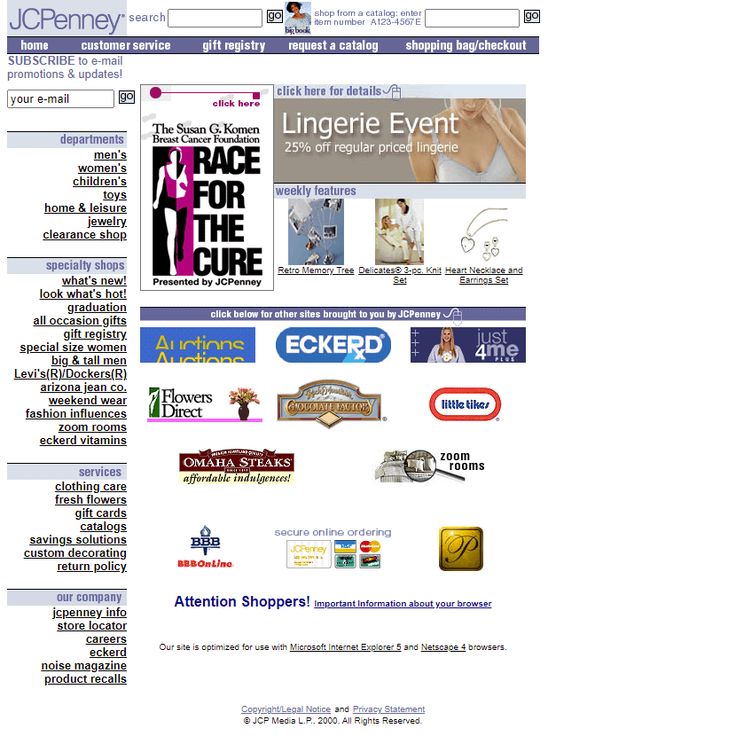 JCPenney
search
go
shop from a catalog: enter
item number A123-4567E
go
big book
home
customer service
gift registry
request a catalog
shopping bag/checkout
SUBSCRIBE to e-mail
promotions & updates!
your e-mail
go
departments
men's
women's
children's
toys
home & leisure
jewelry
clearance shop
specialty shops
what's new!
look what's hot!
graduation
all occasion gifts
gift registry
special size women
big & tall men
Levi's(R)/Dockers(R)
arizona jean co.
weekend wear
fashion influences
zoom rooms
eckerd vitamins
services
clothing care
fresh flowers
gift cards
catalogs
savings solutions
custom decorating
return policy
our company
jcpenney info
store locator
careers
eckerd
noise magazine
product recalls
click here
The Susan G. Komen
Breast Cancer Foundation
RACE
FOR
THE
CURE
Presented by JCPenney
click here for details
Lingerie Event
25% off regular priced lingerie
weekly features
Retro Memory Tree
Delicates® 3-pc. Knit
Set
Heart Necklace and
Earrings Set
click below for other sites brought to you by JCPenney
Auctions
Auctions
ECKERD
Rx
just
4me
PLUS
Flowers
Direct
Rocky Mountain
CHOCOLATE FACTORY
little tikes
OMAHA STEAKS
affordable indulgences!
zoom
rooms
BBB
BBBOnLine
secure online ordering
JCPenney
VISA
P
Attention Shoppers! Important Information about your browser
Our site is optimized for use with Microsoft Internet Explorer 5 and Netscape 4 browsers.
Copyright/Legal Notice and Privacy Statement
© JCP Media L.P., 2000. All Rights Reserved.